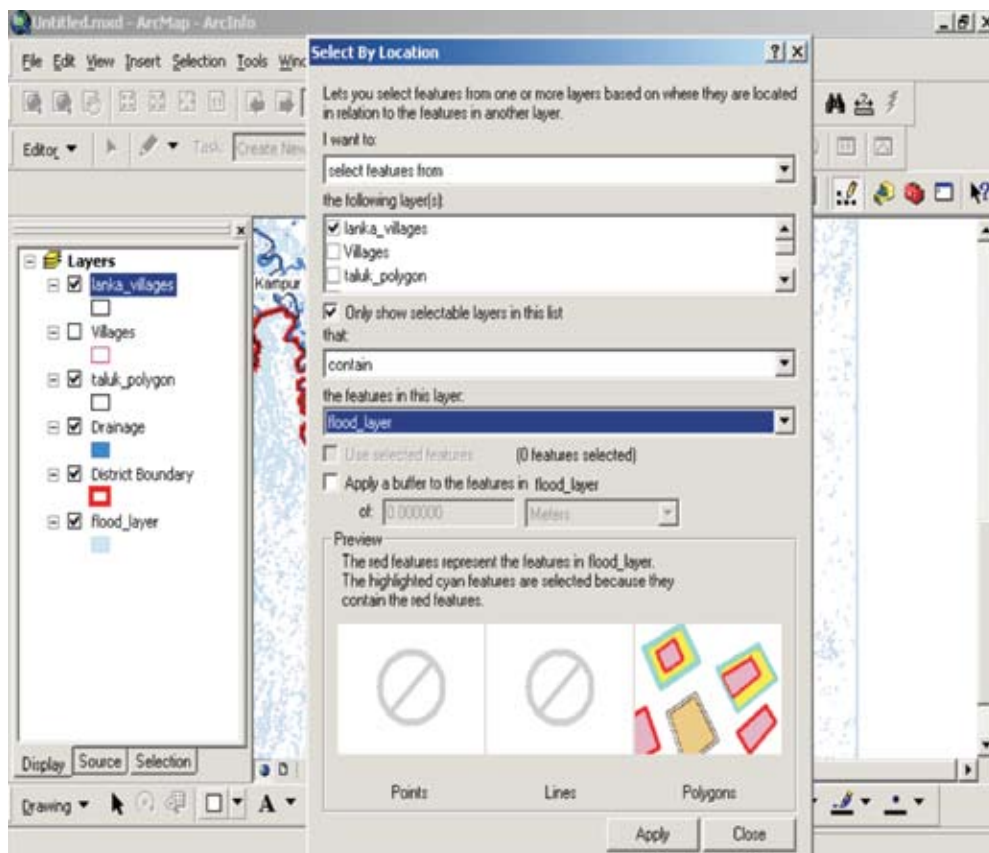 Untitled.mxd - ArcMap - ArcInfo
File Edit View Insert Selection Tools Wind
Editor Task: Create New
Layers
lanka_villages
Villages
taluk_polygon
Drainage
District Boundary
flood_layer
Display Source Selection
Drawing A
Kampur
Select By Location
Lets you select features from one or more layers based on where they are located
in relation to the features in another layer.
I want to:
select features from
the following layer(s):
lanka_villages
Villages
taluk_polygon
Only show selectable layers in this list
that:
contain
the features in this layer:
flood_layer
Use selected features (0 features selected)
Apply a buffer to the features in flood_layer
of: 0.000000 Meters
Preview
The red features represent the features in flood_layer.
The highlighted cyan features are selected because they
contain the red features.
Points Lines Polygons
Apply Close